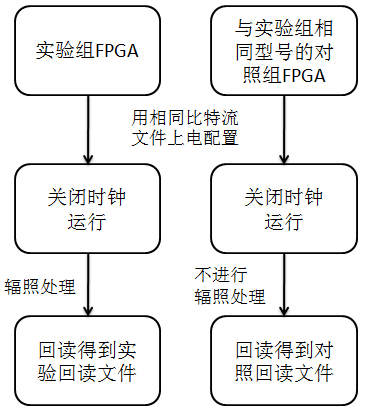 实验组FPGA
与实验组相
同型号的对
照组FPGA
用相同比特流
文件上电配置
关闭时钟
运行
关闭时钟
运行
辐照处理
不进行
辐照处理
回读得到实
验回读文件
回读得到对
照回读文件